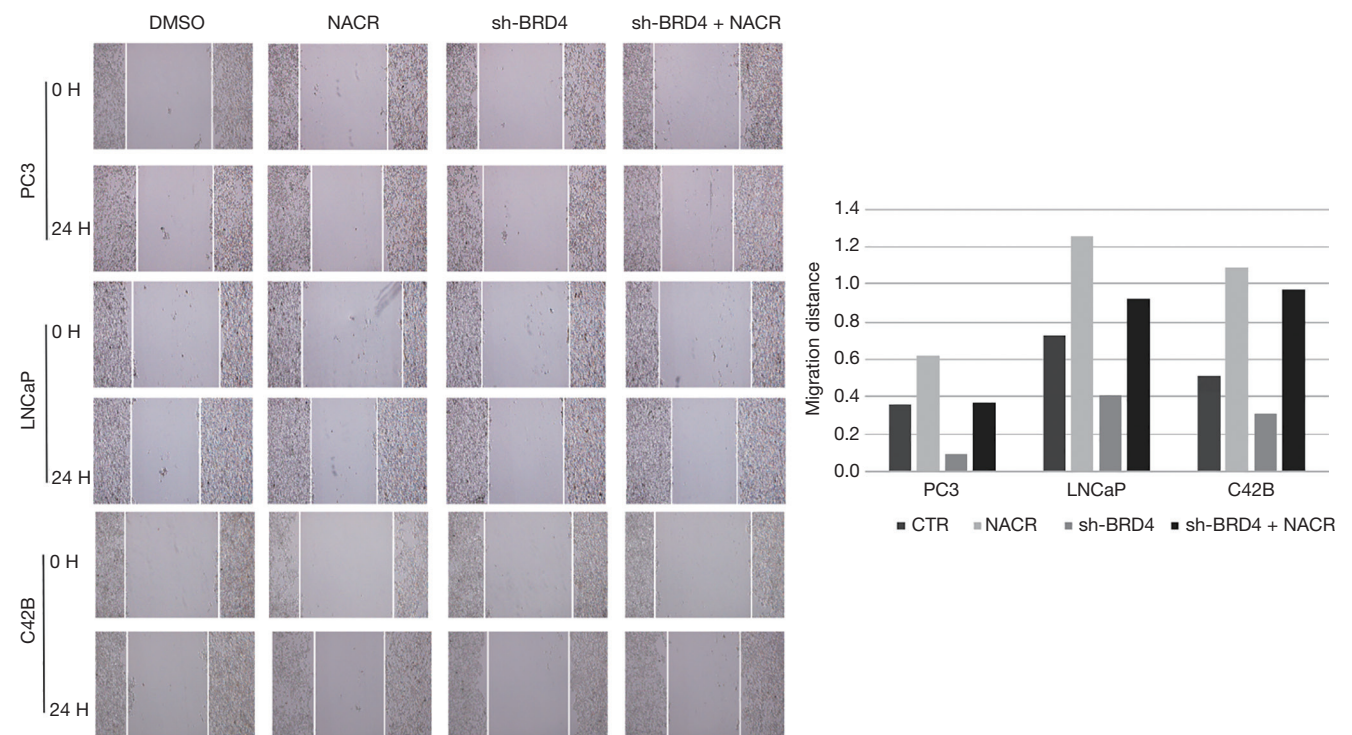 DMSO NACR sh-BRD4 sh-BRD4 + NACR
PC3
0 H
24 H
LNCaP
0 H
24 H
C42B
0 H
24 H
Migration distance
1.4
1.2
1.0
0.8
0.6
0.4
0.2
0.0
PC3 LNCaP C42B
CTR NACR sh-BRD4 sh-BRD4 + NACR